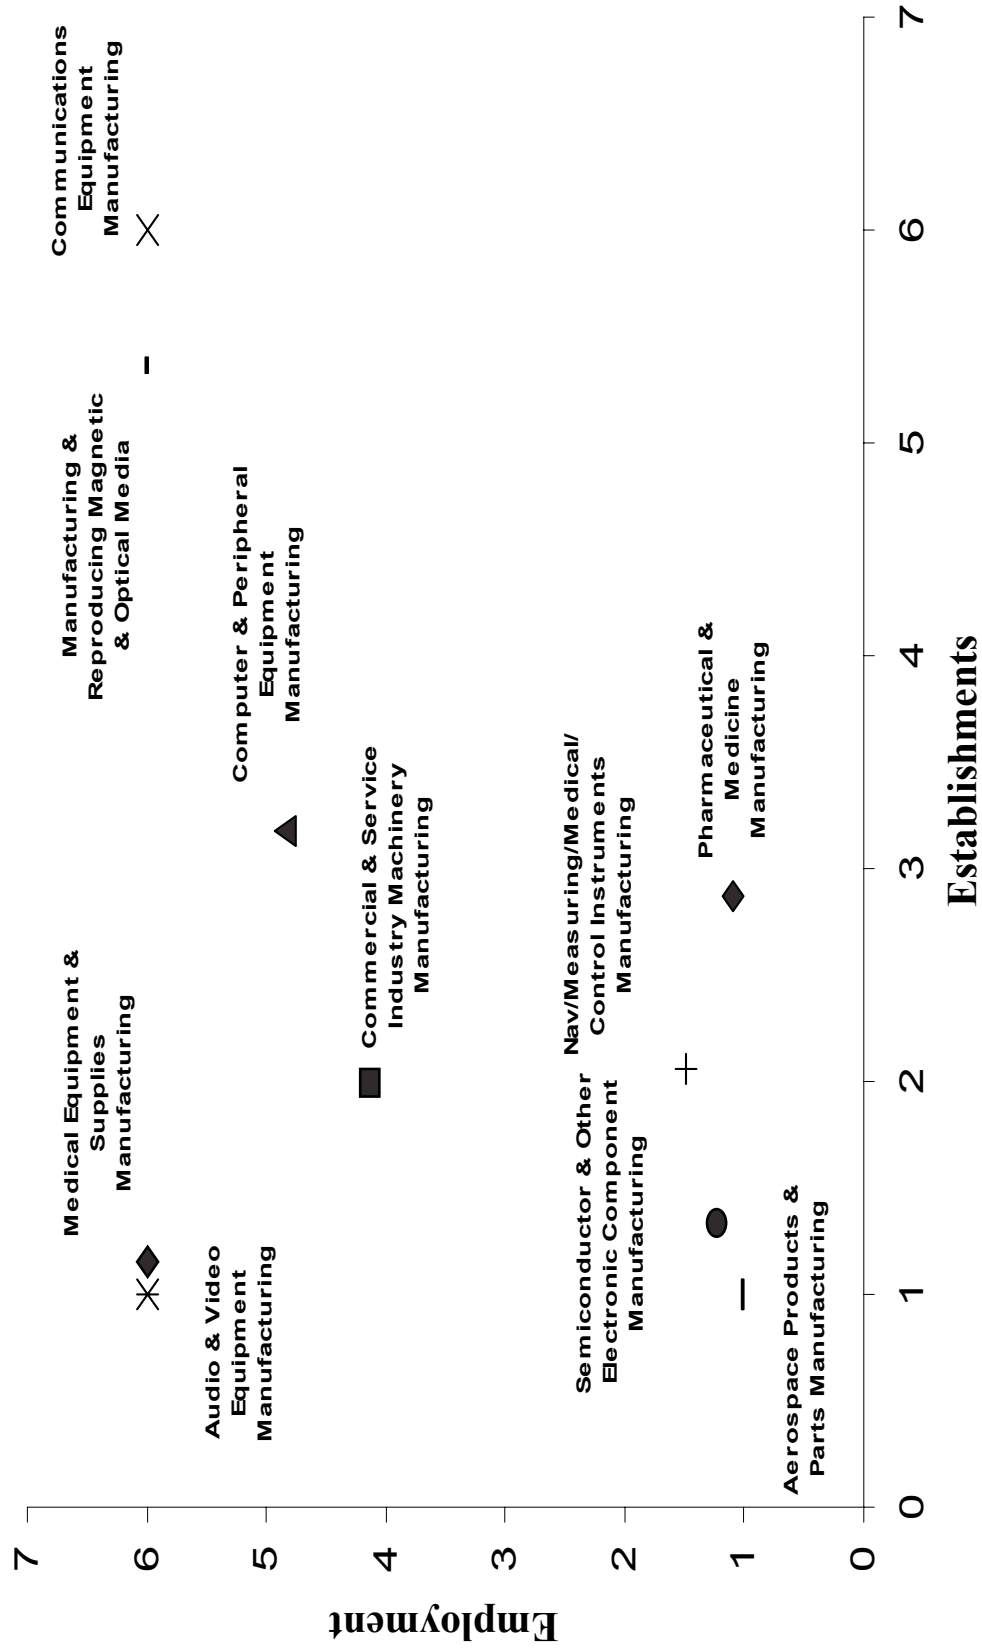 Communications
Equipment
Manufacturing
Manufacturing &
Reproducing Magnetic
& Optical Media
Computer & Peripheral
Equipment
Manufacturing
Medical Equipment &
Supplies
Manufacturing
Audio & Video
Equipment
Manufacturing
Commercial & Service
Industry Machinery
Manufacturing
Nav/Measuring/Medical/
Control Instruments
Manufacturing
Semiconductor & Other
Electronic Component
Manufacturing
Pharmaceutical &
Medicine
Manufacturing
Aerospace Products &
Parts Manufacturing
7
6
5
4
3
2
1
0
Employment
0
1
2
3
4
5
6
7
Establishments